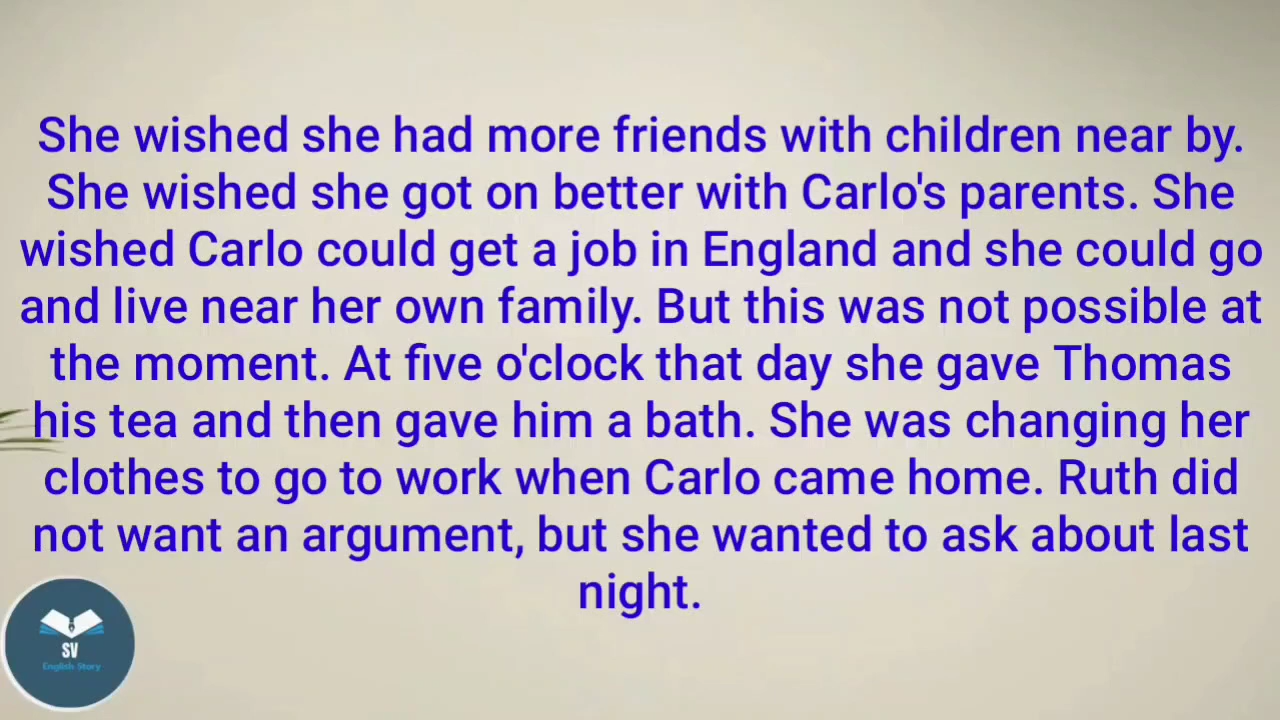 She wished she had more friends with children near by.
She wished she got on better with Carlo's parents. She
wished Carlo could get a job in England and she could go
and live near her own family. But this was not possible at
the moment. At five o'clock that day she gave Thomas
his tea and then gave him a bath. She was changing her
clothes to go to work when Carlo came home. Ruth did
not want an argument, but she wanted to ask about last
night.
SV
English Story